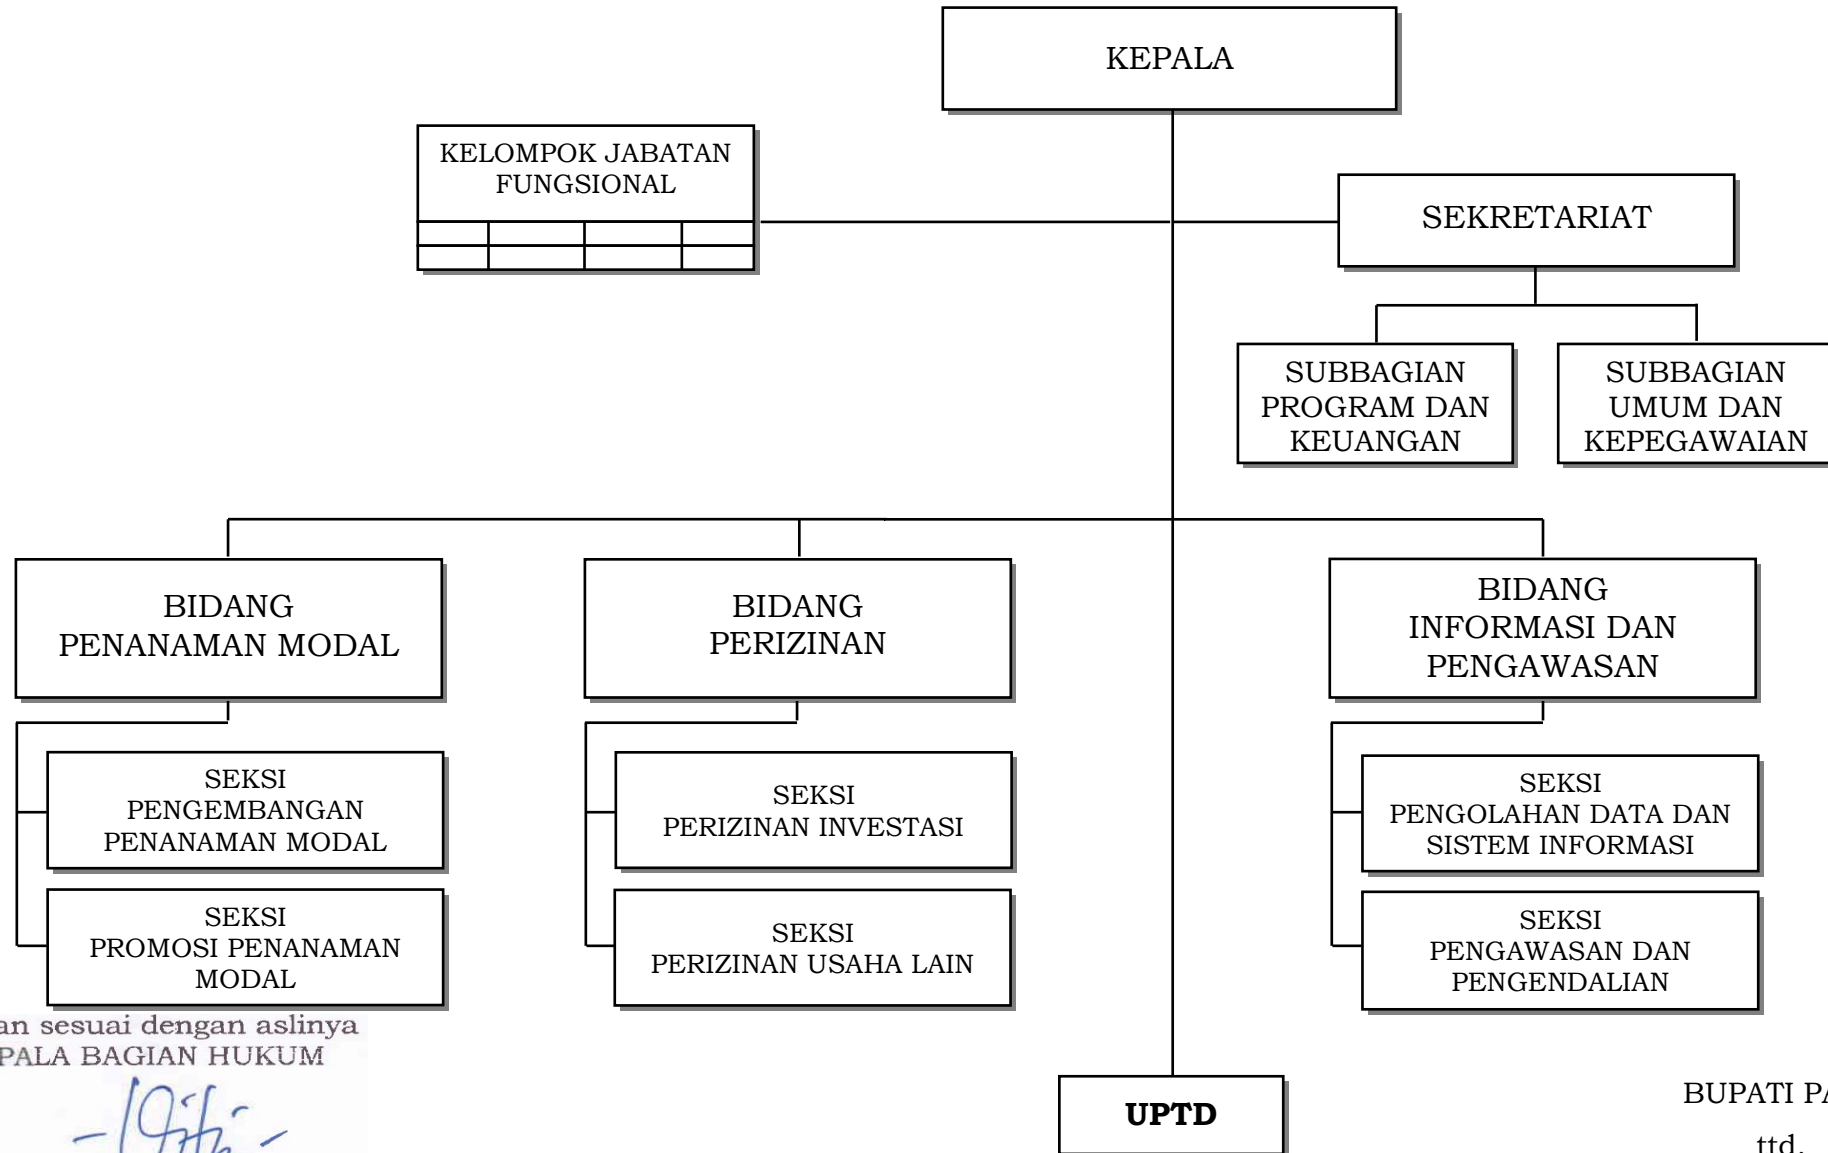 KEPALA
KELOMPOK JABATAN
FUNGSIONAL
SEKRETARIAT
SUBBAGIAN
PROGRAM DAN
KEUANGAN
SUBBAGIAN
UMUM DAN
KEPEGAWAIAN
BIDANG
PENANAMAN MODAL
BIDANG
PERIZINAN
BIDANG
INFORMASI DAN
PENGAWASAN
SEKSI
PENGEMBANGAN
PENANAMAN MODAL
SEKSI
PERIZINAN INVESTASI
SEKSI
PENGOLAHAN DATA DAN
SISTEM INFORMASI
SEKSI
PROMOSI PENANAMAN
MODAL
SEKSI
PERIZINAN USAHA LAIN
SEKSI
PENGAWASAN DAN
PENGENDALIAN
an sesuai dengan aslinya
PALA BAGIAN HUKUM
UPTD
BUPATI PA
ttd.